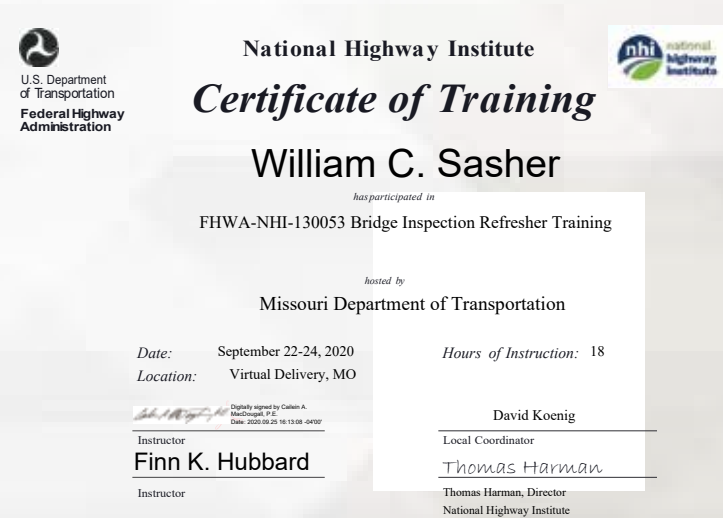 U.S. Department
of Transportation
Federal Highway
Administration
National Highway Institute
nhi national
highway
institute
Certificate of Training
William C. Sasher
has participated in
FHWA-NHI-130053 Bridge Inspection Refresher Training
hosted by
Missouri Department of Transportation
Date: September 22-24, 2020
Hours of Instruction: 18
Location: Virtual Delivery, MO
Digitally signed by Callein A.
MacDougall, P.E.
Date: 2020.09.25 16:13:08 -04'00'
Instructor
David Koenig
Local Coordinator
Finn K. Hubbard
Instructor
Thomas Harman
Thomas Harman, Director
National Highway Institute